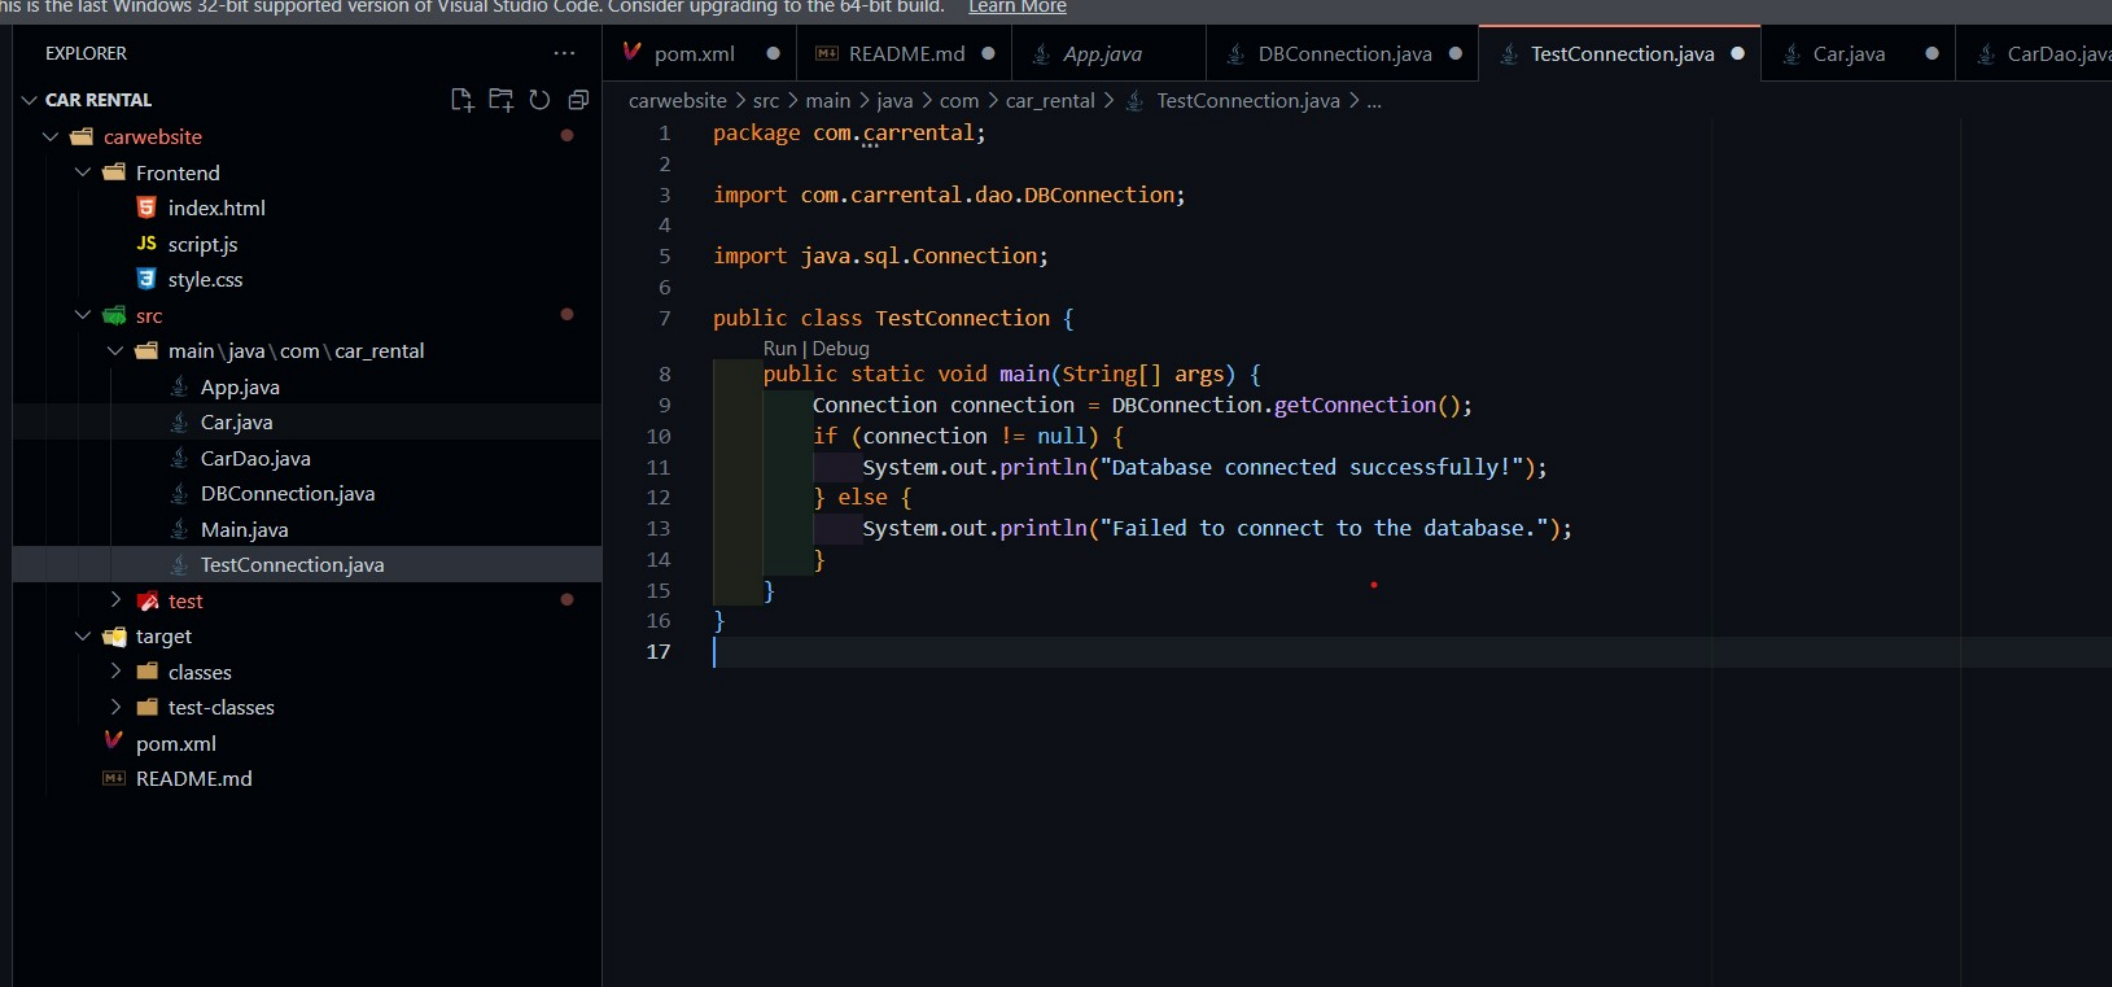 his is the last Windows 32-bit supported version of Visual Studio Code. Consider upgrading to the 64-bit build. Learn More
EXPLORER ...
CAR RENTAL
carwebsite
Frontend
index.html
JS script.js
style.css
src
main\java\com\car_rental
App.java
Car.java
CarDao.java
DBConnection.java
Main.java
TestConnection.java
test
target
classes
test-classes
pom.xml
README.md
pom.xml README.md App.java DBConnection.java TestConnection.java Car.java CarDao.java
carwebsite > src > main > java > com > car_rental > TestConnection.java > ...
1 package com.carrental;
2
3 import com.carrental.dao.DBConnection;
4
5 import java.sql.Connection;
6
7 public class TestConnection {
Run | Debug
8 public static void main(String[] args) {
9 Connection connection = DBConnection.getConnection();
10 if (connection != null) {
11 System.out.println("Database connected successfully!");
12 } else {
13 System.out.println("Failed to connect to the database.");
14 }
15 }
16 }
17